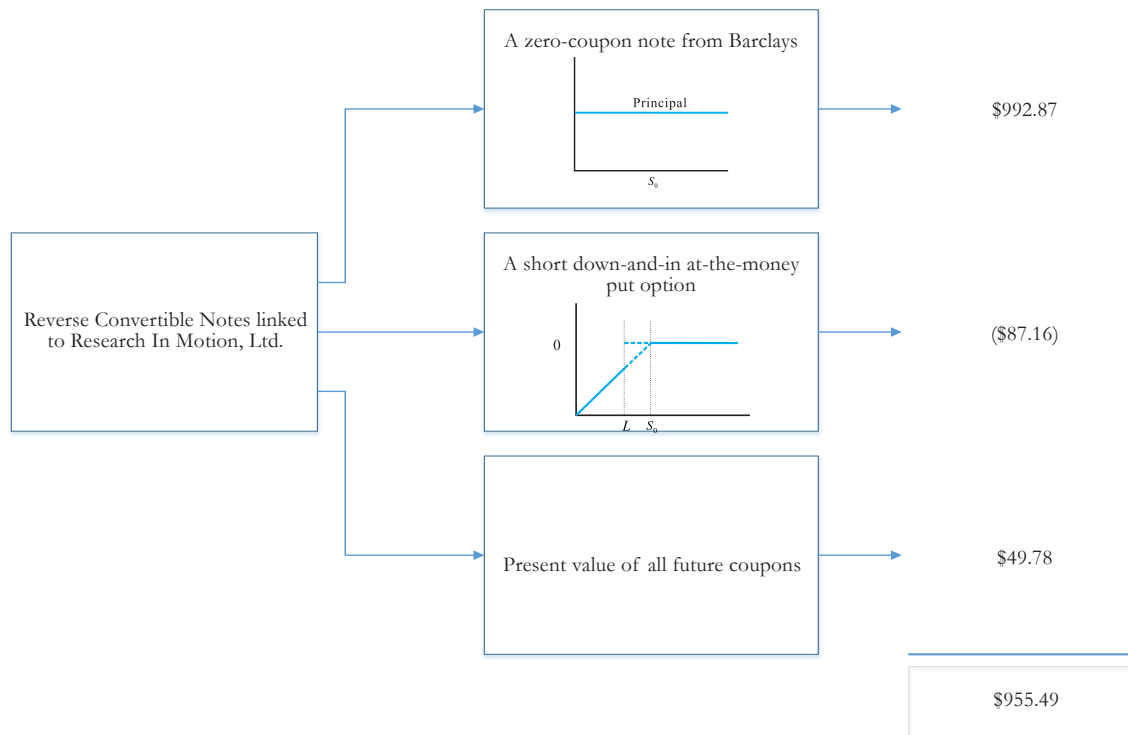 A zero-coupon note from Barclays
Principal
S₀
$992.87
Reverse Convertible Notes linked
to Research In Motion, Ltd.
A short down-and-in at-the-money
put option
0
L S₀
($87.16)
Present value of all future coupons
$49.78
$955.49